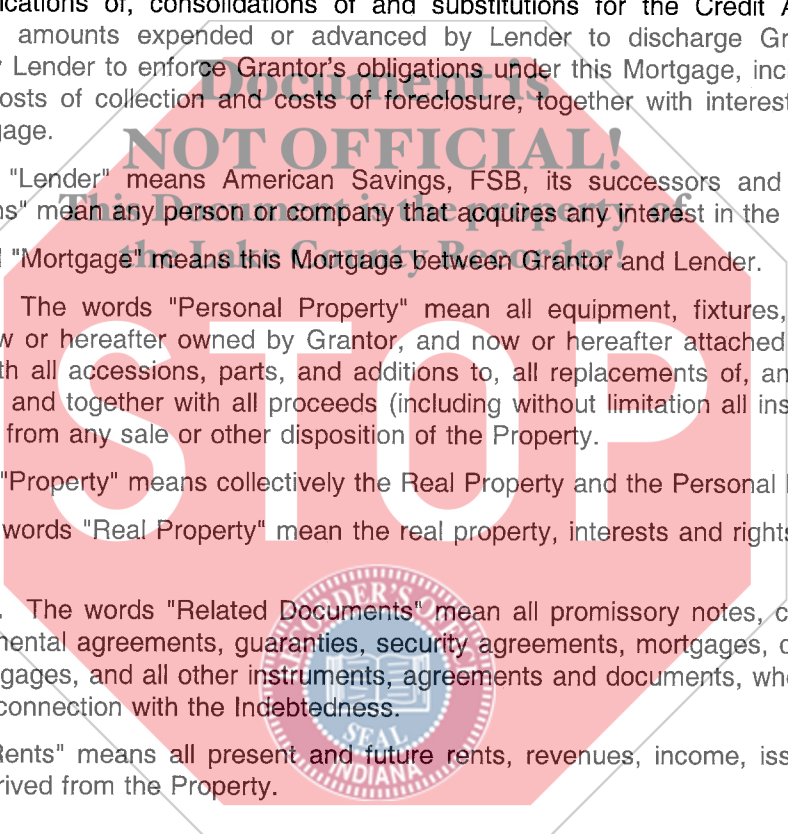 ications of, consolidations of and substitutions for the Credit A
amounts expended or advanced by Lender to discharge Gr
Lender to enforce Grantor's obligations under this Mortgage, inc
osts of collection and costs of foreclosure, together with interest
gage.
Document is
NOT OFFICIAL!
This Document is the property of
the Lake County Recorder!
"Lender" means American Savings, FSB, its successors and
ns" mean any person or company that acquires any interest in the
"Mortgage" means this Mortgage between Grantor and Lender.
The words "Personal Property" mean all equipment, fixtures,
w or hereafter owned by Grantor, and now or hereafter attached
th all accessions, parts, and additions to, all replacements of, an
and together with all proceeds (including without limitation all ins
from any sale or other disposition of the Property.
STOP
"Property" means collectively the Real Property and the Personal
words "Real Property" mean the real property, interests and rights
. The words "Related Documents" mean all promissory notes, c
mental agreements, guaranties, security agreements, mortgages, 
gages, and all other instruments, agreements and documents, whe
connection with the Indebtedness.
Rents" means all present and future rents, revenues, income, iss
rived from the Property.
SEAL
INDIANA